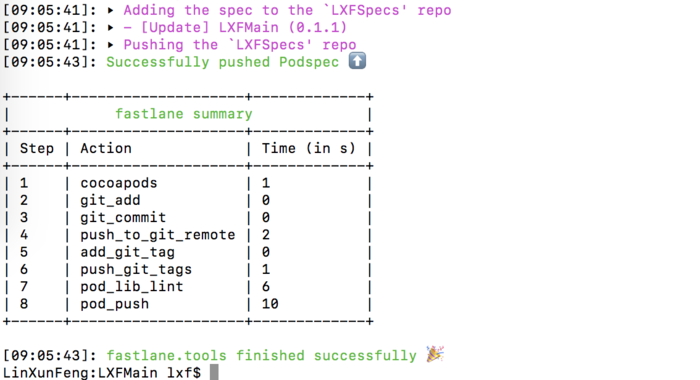 [09:05:41]: ▸ Adding the spec to the `LXFSpecs' repo
[09:05:41]: ▸ - [Update] LXFMain (0.1.1)
[09:05:41]: ▸ Pushing the `LXFSpecs' repo
[09:05:43]: Successfully pushed Podspec ⬆️
+------+---------------------+-------------+
|            fastlane summary              |
+------+---------------------+-------------+
| Step | Action              | Time (in s) |
+------+---------------------+-------------+
| 1    | cocoapods           | 1           |
| 2    | git_add             | 0           |
| 3    | git_commit          | 0           |
| 4    | push_to_git_remote  | 2           |
| 5    | add_git_tag         | 0           |
| 6    | push_git_tags       | 1           |
| 7    | pod_lib_lint        | 6           |
| 8    | pod_push            | 10          |
+------+---------------------+-------------+
[09:05:43]: fastlane.tools finished successfully 🎉
LinXunFeng:LXFMain lxf$